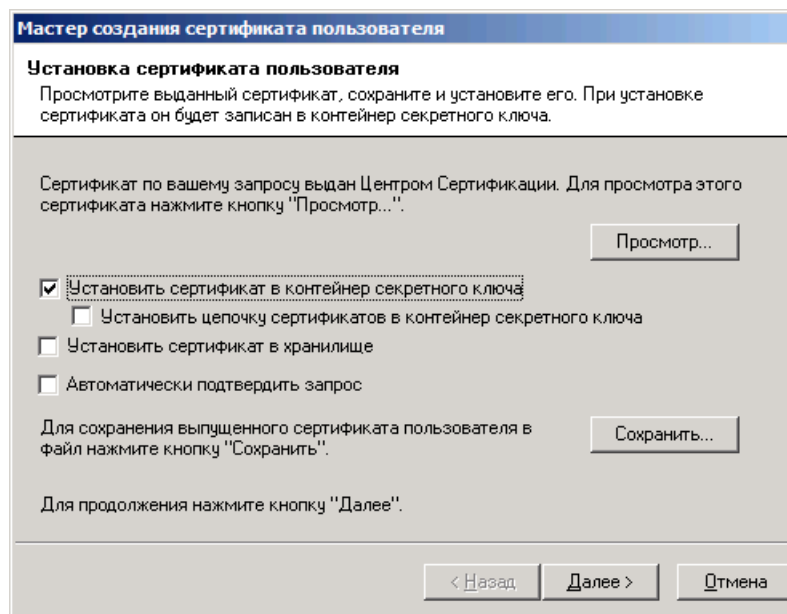 Мастер создания сертификата пользователя
Установка сертификата пользователя
Просмотрите выданный сертификат, сохраните и установите его. При установке
сертификата он будет записан в контейнер секретного ключа.
Сертификат по вашему запросу выдан Центром Сертификации. Для просмотра этого
сертификата нажмите кнопку "Просмотр...".
Просмотр...
Установить сертификат в контейнер секретного ключа
Установить цепочку сертификатов в контейнер секретного ключа
Установить сертификат в хранилище
Автоматически подтвердить запрос
Для сохранения выпущенного сертификата пользователя в
файл нажмите кнопку "Сохранить".
Сохранить...
Для продолжения нажмите кнопку "Далее".
< Назад
Далее >
Отмена